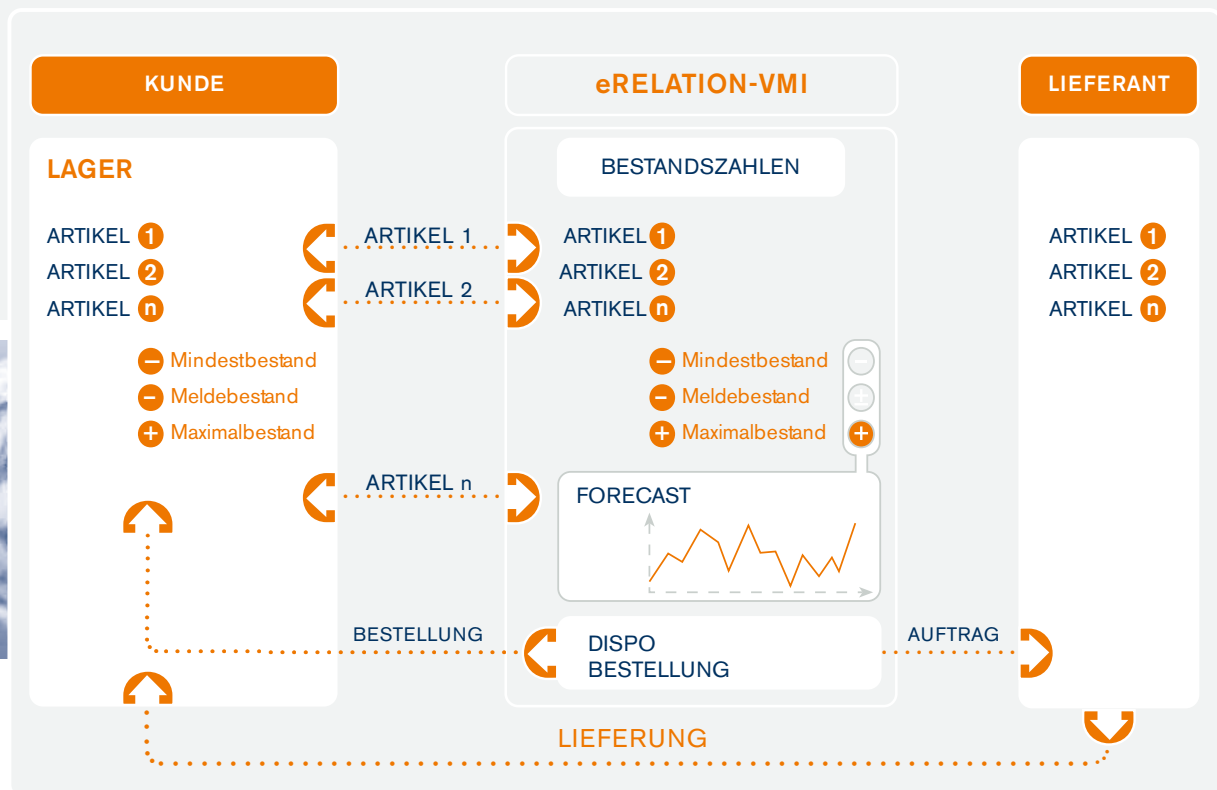 KUNDE
eRELATION-VMI
LIEFERANT
LAGER
BESTANDSZAHLEN
ARTIKEL 1
ARTIKEL 1
ARTIKEL 1
ARTIKEL 1
ARTIKEL 2
ARTIKEL 2
ARTIKEL 2
ARTIKEL 2
ARTIKEL n
ARTIKEL n
ARTIKEL n
− Mindestbestand
− Mindestbestand
−
− Meldebestand
− Meldebestand
±
+ Maximalbestand
+ Maximalbestand
+
ARTIKEL n
FORECAST
BESTELLUNG
DISPO
BESTELLUNG
AUFTRAG
LIEFERUNG